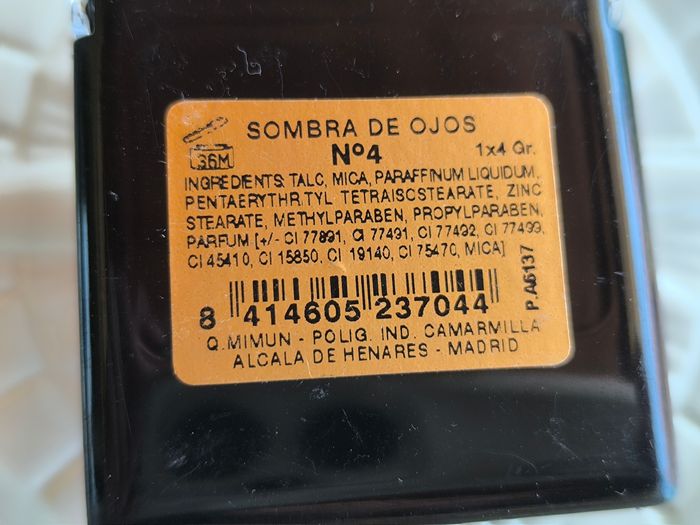 SOMBRA DE OJOS
36M
Nº4
1x4 Gr.
INGREDIENTS: TALC, MICA, PARAFFINUM LIQUIDUM,
PENTAERYTHRITYL TETRAISOSTEARATE, ZINC
STEARATE, METHYLPARABEN, PROPYLPARABEN,
PARFUM [+/- CI 77891, CI 77491, CI 77492, CI 77499,
CI 45410, CI 15850, CI 19140, CI 75470, MICA]
P.A6137
8 414605 237044
Q.MIMUN - POLIG. IND. CAMARMILLA
ALCALA DE HENARES - MADRID